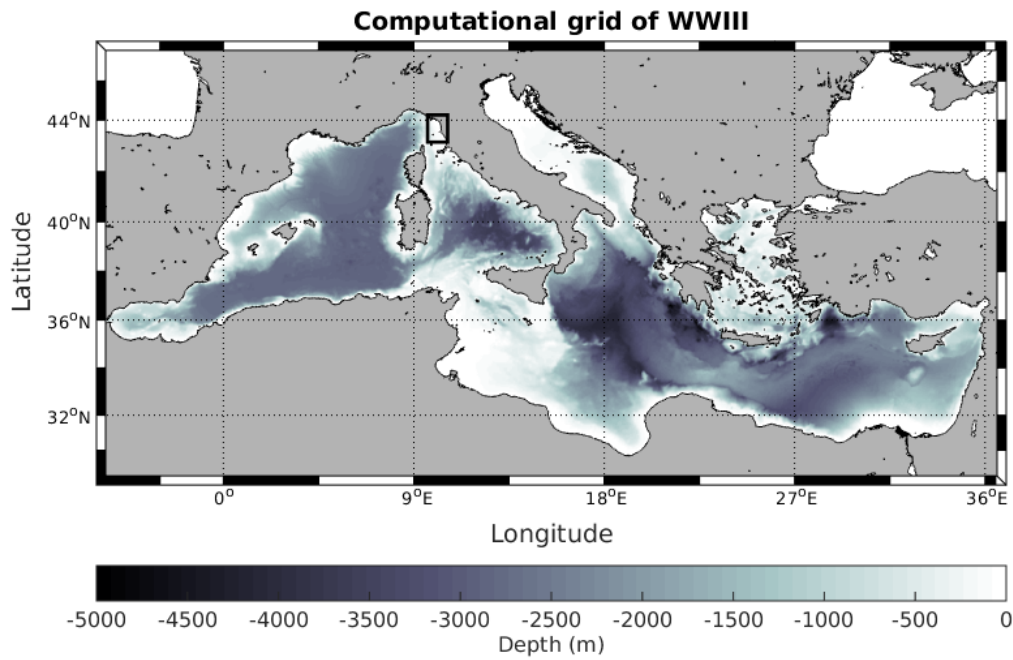 Computational grid of WWIII
44°N
40°N
36°N
32°N
Latitude
0° 9°E 18°E 27°E 36°E
Longitude
-5000 -4500 -4000 -3500 -3000 -2500 -2000 -1500 -1000 -500 0
Depth (m)